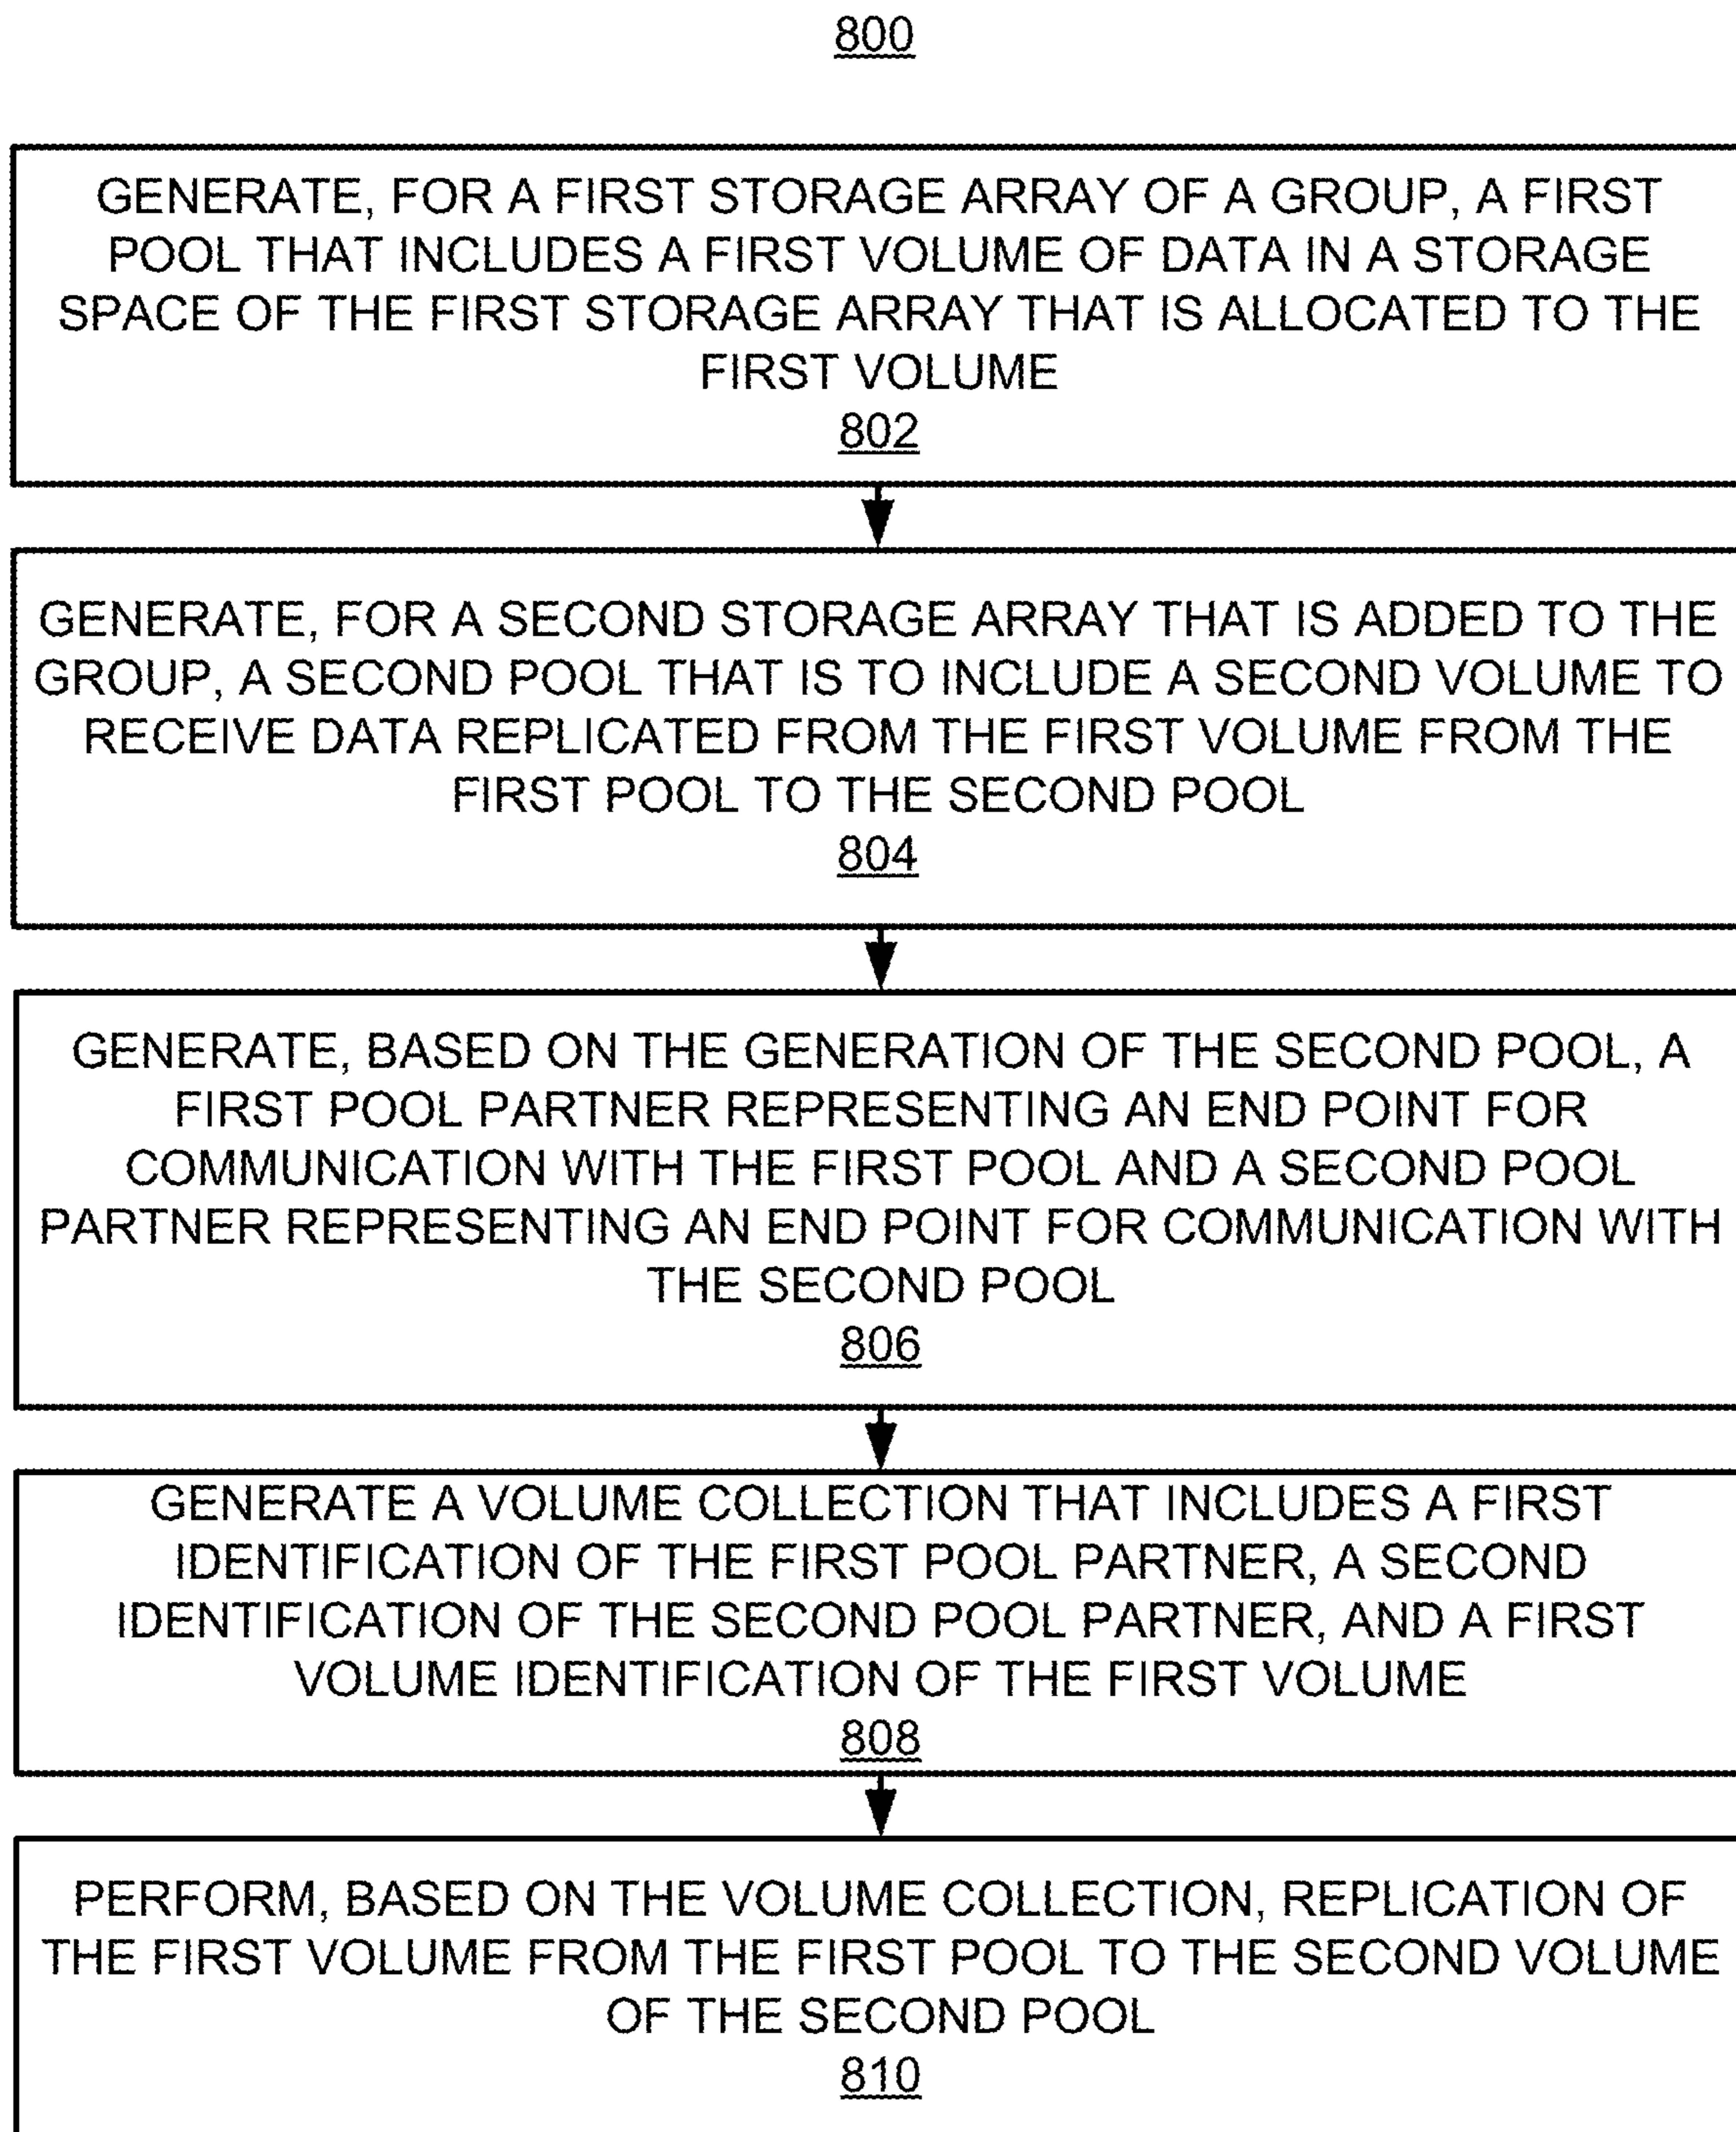 800
GENERATE, FOR A FIRST STORAGE ARRAY OF A GROUP, A FIRST
POOL THAT INCLUDES A FIRST VOLUME OF DATA IN A STORAGE
SPACE OF THE FIRST STORAGE ARRAY THAT IS ALLOCATED TO THE
FIRST VOLUME
802
GENERATE, FOR A SECOND STORAGE ARRAY THAT IS ADDED TO THE
GROUP, A SECOND POOL THAT IS TO INCLUDE A SECOND VOLUME TO
RECEIVE DATA REPLICATED FROM THE FIRST VOLUME FROM THE
FIRST POOL TO THE SECOND POOL
804
GENERATE, BASED ON THE GENERATION OF THE SECOND POOL, A
FIRST POOL PARTNER REPRESENTING AN END POINT FOR
COMMUNICATION WITH THE FIRST POOL AND A SECOND POOL
PARTNER REPRESENTING AN END POINT FOR COMMUNICATION WITH
THE SECOND POOL
806
GENERATE A VOLUME COLLECTION THAT INCLUDES A FIRST
IDENTIFICATION OF THE FIRST POOL PARTNER, A SECOND
IDENTIFICATION OF THE SECOND POOL PARTNER, AND A FIRST
VOLUME IDENTIFICATION OF THE FIRST VOLUME
808
PERFORM, BASED ON THE VOLUME COLLECTION, REPLICATION OF
THE FIRST VOLUME FROM THE FIRST POOL TO THE SECOND VOLUME
OF THE SECOND POOL
810